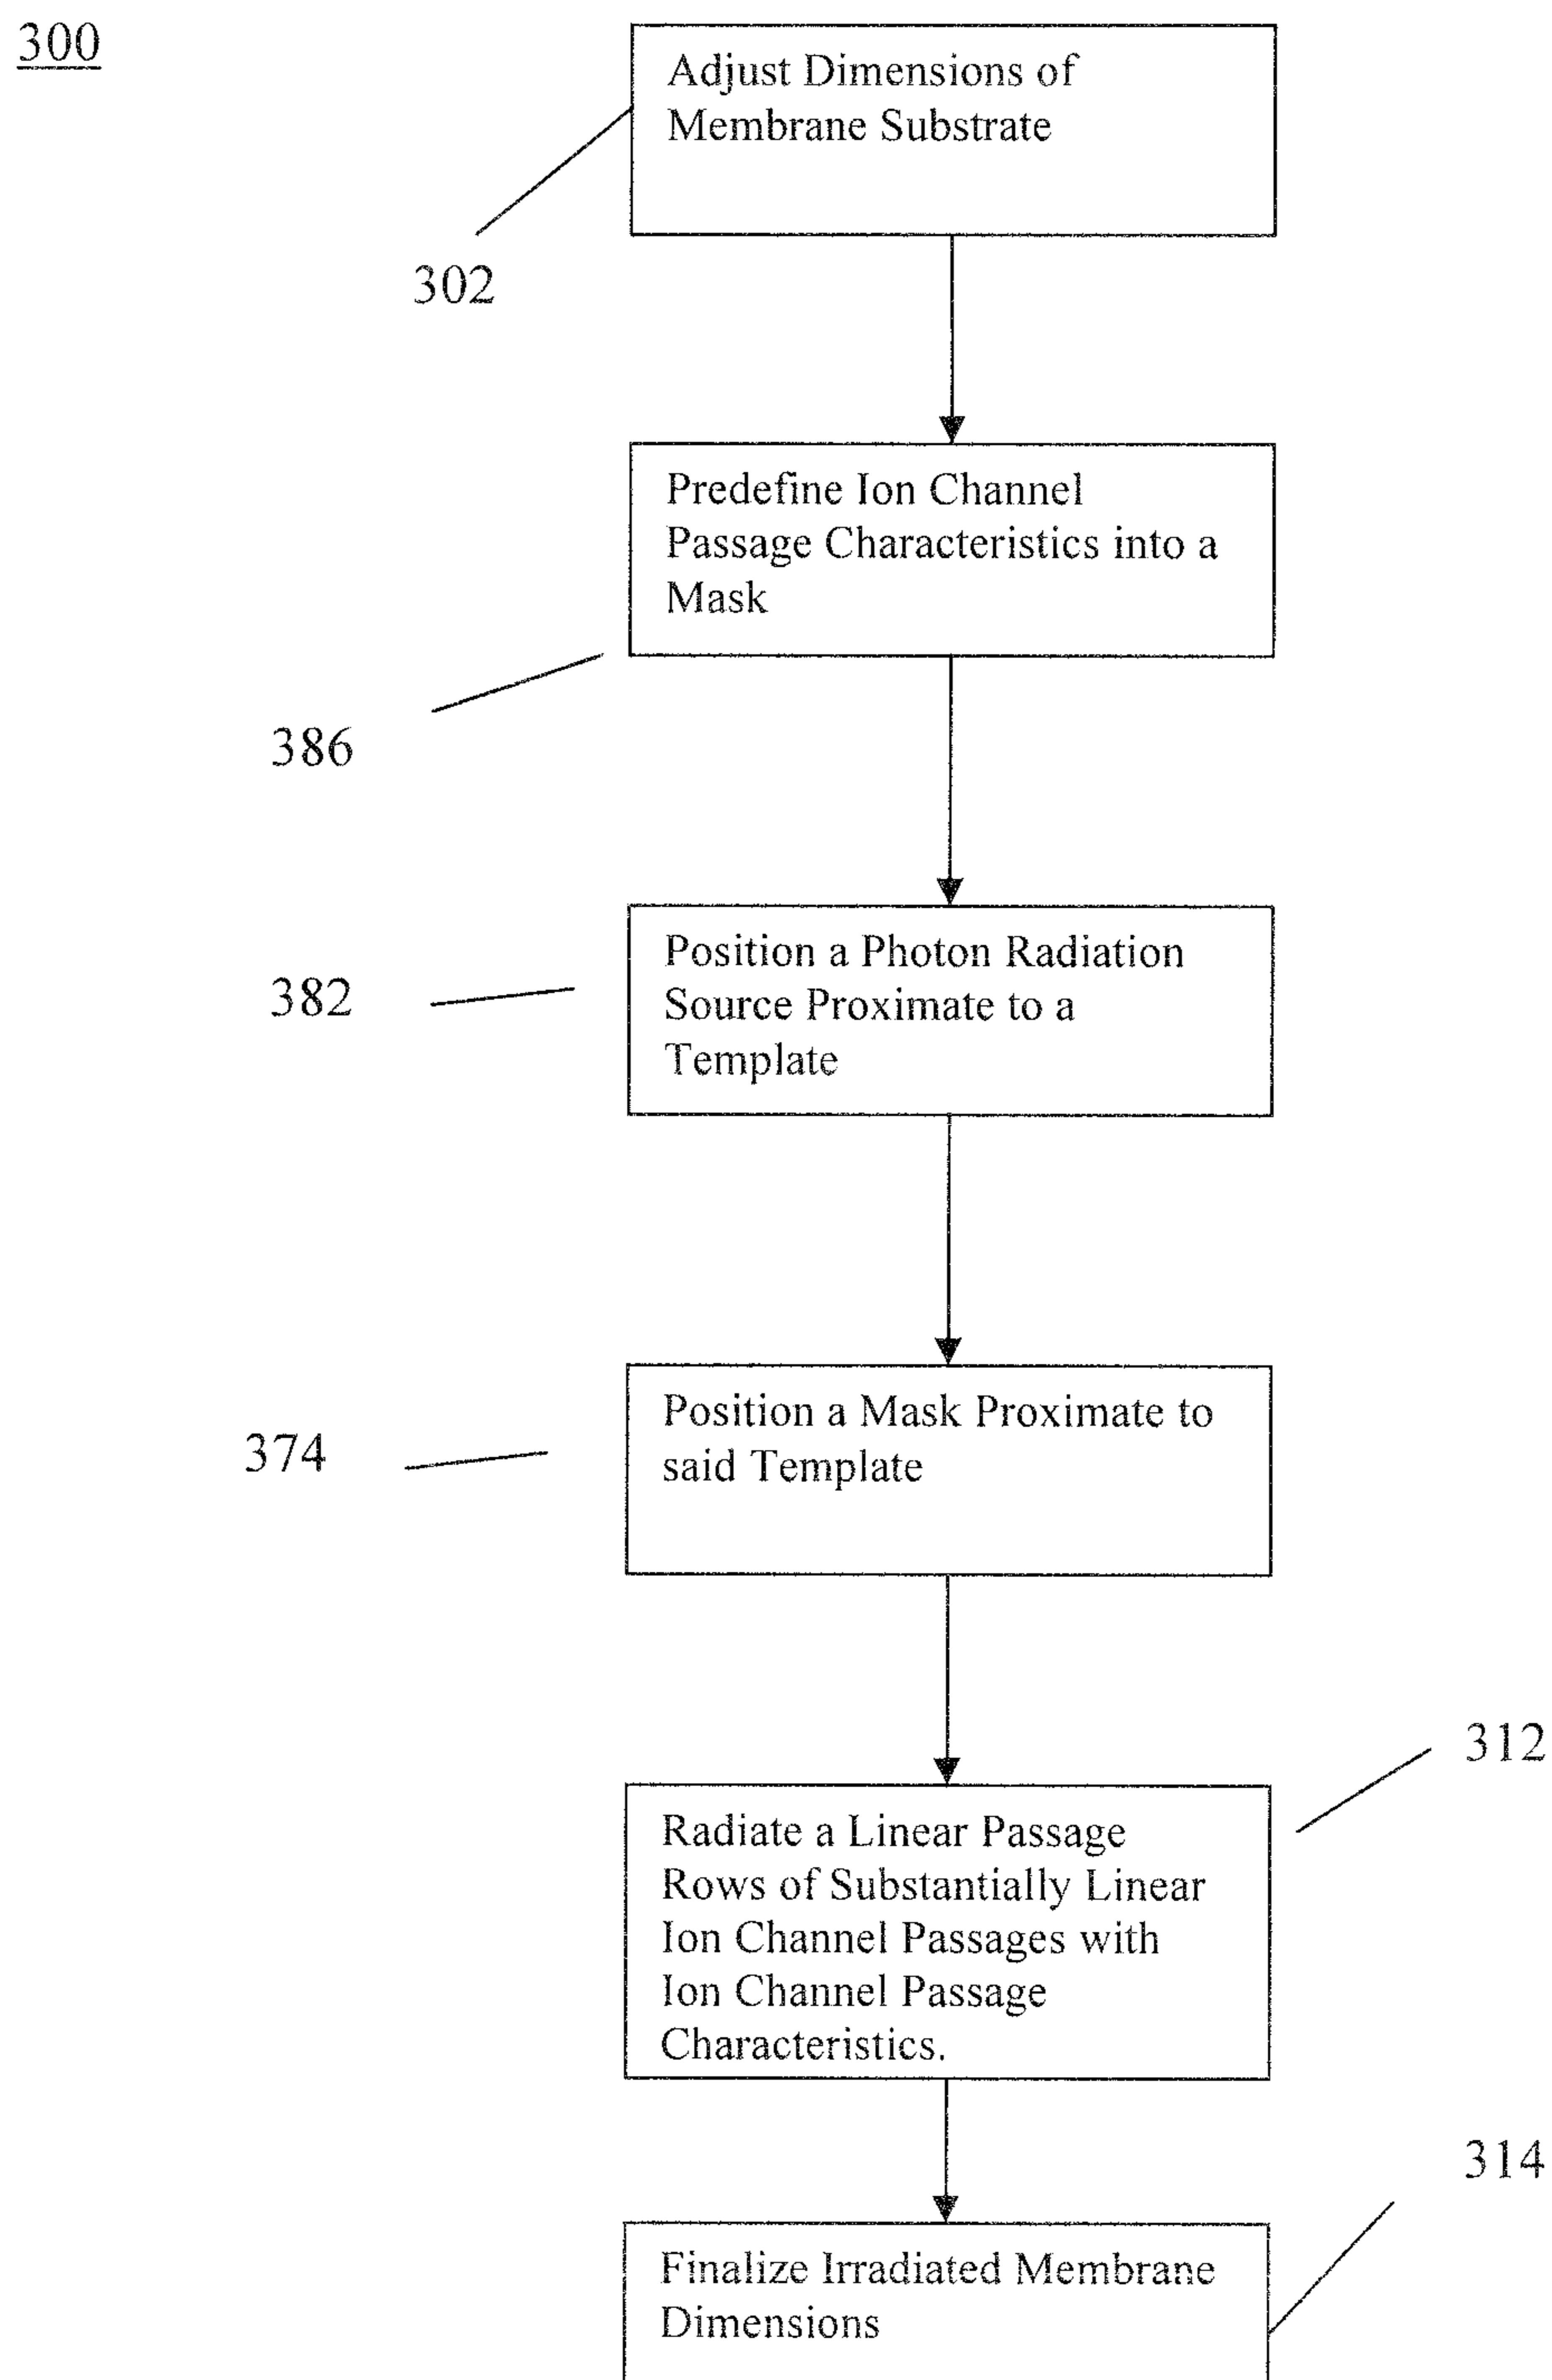 300
Adjust Dimensions of
Membrane Substrate
302
Predefine Ion Channel
Passage Characteristics into a
Mask
386
Position a Photon Radiation
Source Proximate to a
Template
382
Position a Mask Proximate to
said Template
374
312
Radiate a Linear Passage
Rows of Substantially Linear
Ion Channel Passages with
Ion Channel Passage
Characteristics.
314
Finalize Irradiated Membrane
Dimensions